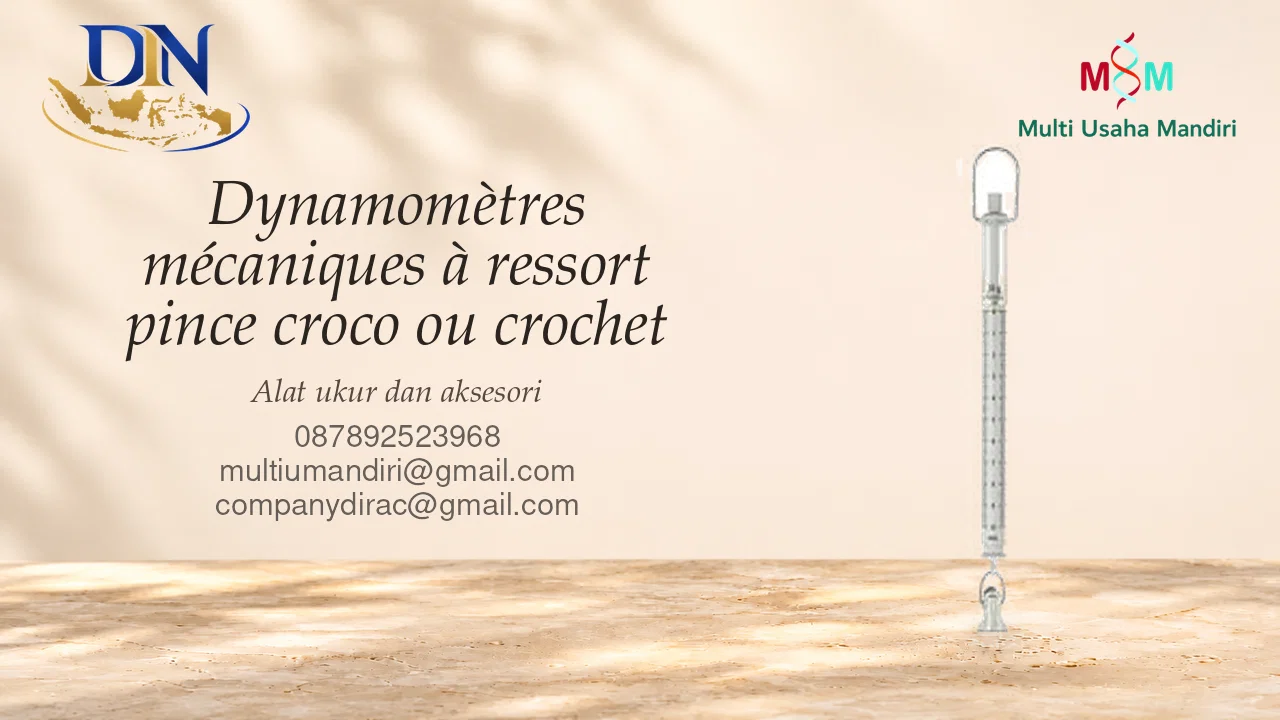 DIN
M M
Multi Usaha Mandiri
Dynamomètres
mécaniques à ressort
pince croco ou crochet
Alat ukur dan aksesori
087892523968
multiumandiri@gmail.com
companydirac@gmail.com